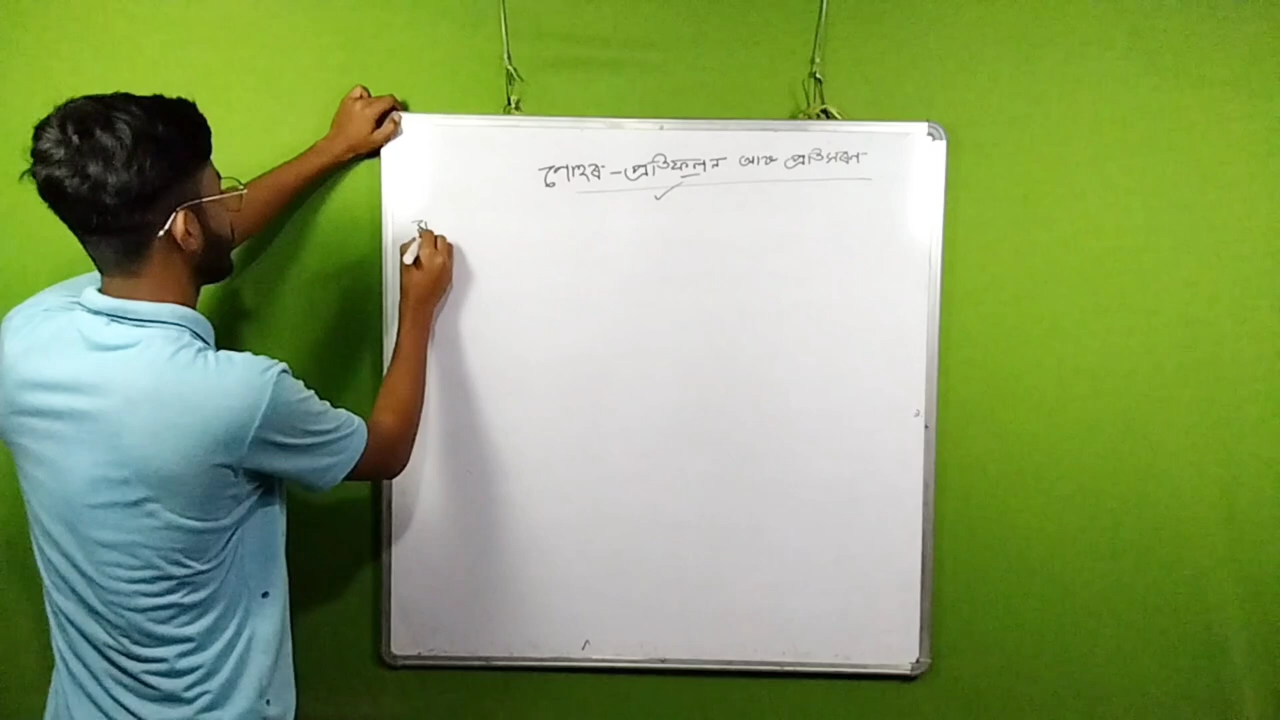 পোহৰ - প্ৰতিফলন আৰু প্ৰতিসৰণ